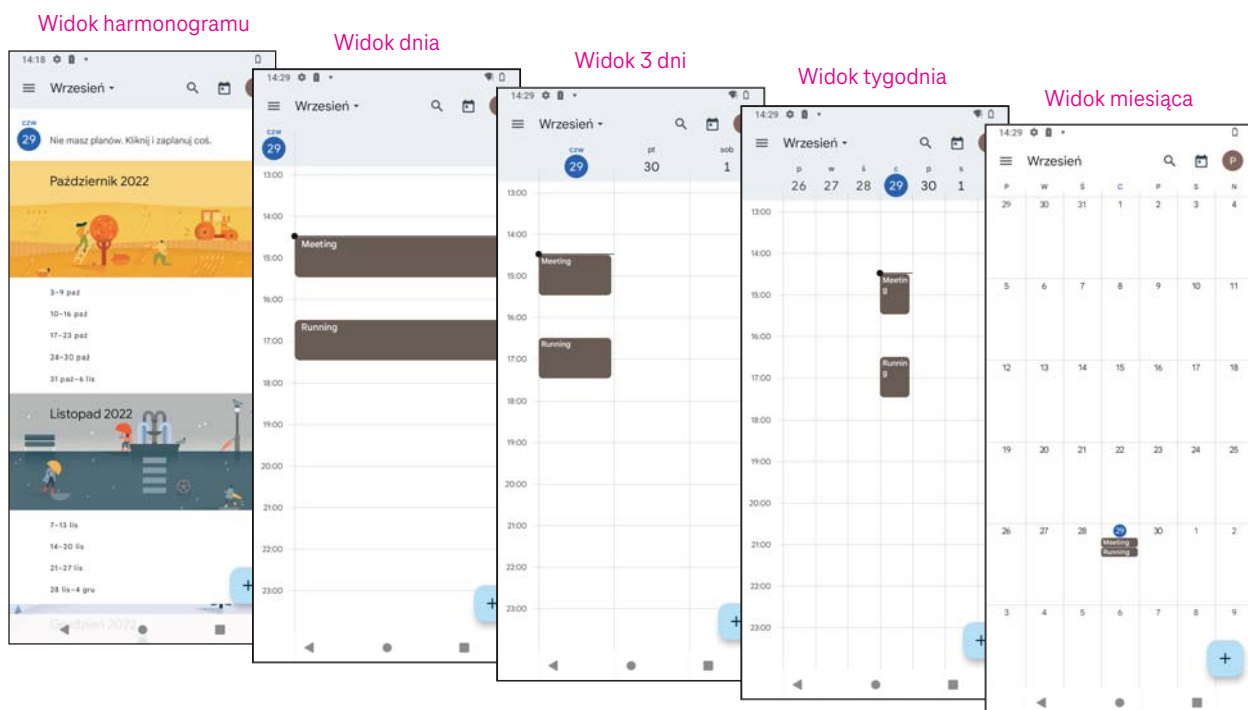 Widok harmonogramu
14:18
Wrzesień
CZW
29 Nie masz planów. Kliknij i zaplanuj coś.
Październik 2022
3–9 paź
10–16 paź
17–23 paź
24–30 paź
31 paź–6 lis
Listopad 2022
7–13 lis
14–20 lis
21–27 lis
28 lis–4 gru
Grudzień 2022
Widok dnia
14:29
Wrzesień
CZW
29
13:00
14:00
Meeting
15:00
16:00
Running
17:00
18:00
19:00
20:00
21:00
22:00
23:00
+
Widok 3 dni
14:29
Wrzesień
czw pt sob
29 30 1
13:00
14:00
Meeting
15:00
16:00
Running
17:00
18:00
19:00
20:00
21:00
22:00
23:00
+
Widok tygodnia
14:29
Wrzesień
p w ś c p s
26 27 28 29 30 1
13:00
14:00
Meetin
g
15:00
16:00
Runnin
g
17:00
18:00
19:00
20:00
21:00
22:00
23:00
+
Widok miesiąca
14:29
Wrzesień
P
P W Ś C P S N
29 30 31 1 2 3 4
5 6 7 8 9 10 11
12 13 14 15 16 17 18
19 20 21 22 23 24 25
26 27 28 29 30 1 2
Meeting
Running
3 4 5 6 7 8 9
+